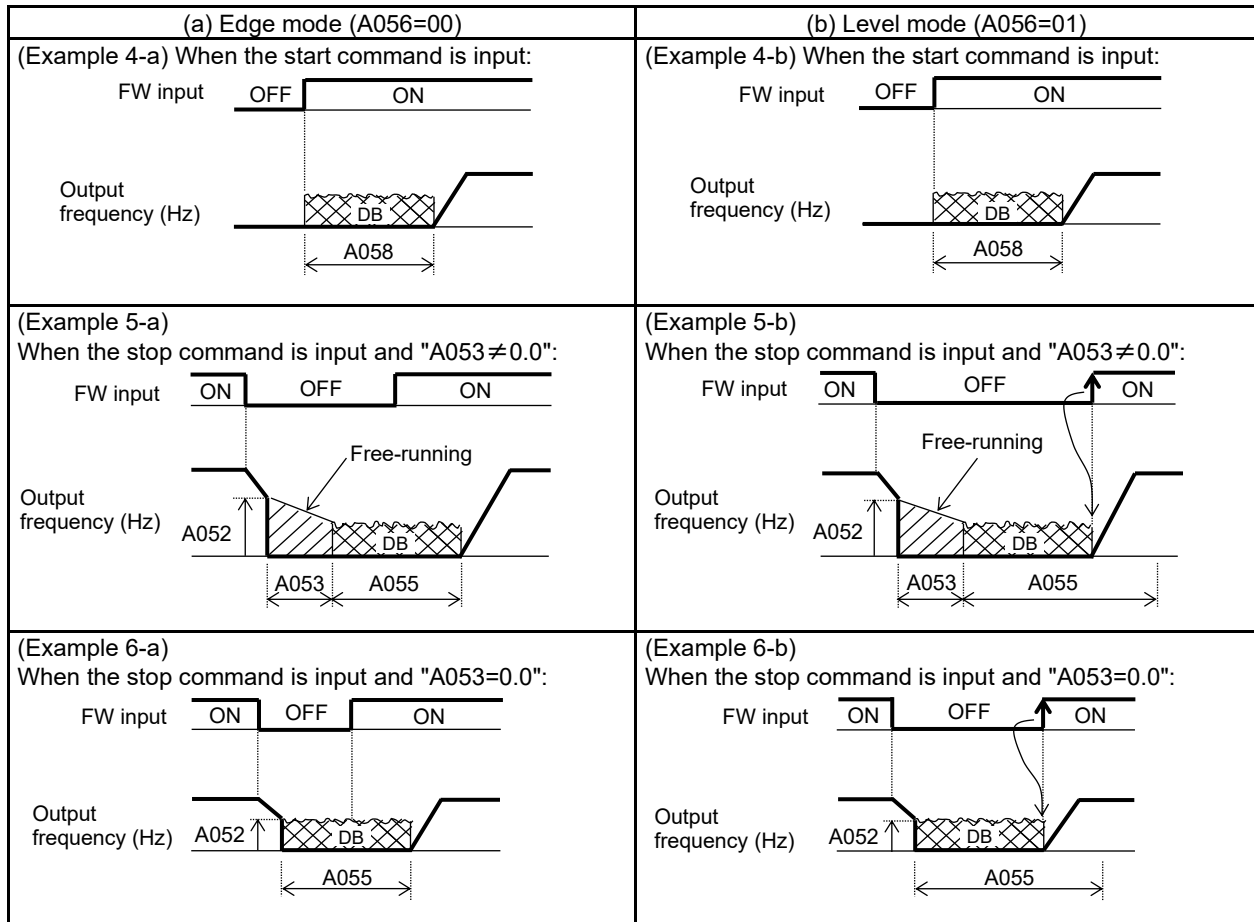 (a) Edge mode (A056=00)
(b) Level mode (A056=01)
(Example 4-a) When the start command is input:
FW input
OFF
ON
Output
frequency (Hz)
DB
A058
(Example 4-b) When the start command is input:
FW input
OFF
ON
Output
frequency (Hz)
DB
A058
(Example 5-a)
When the stop command is input and "A053≠0.0":
FW input
ON
OFF
ON
Free-running
Output
frequency (Hz)
A052
DB
A053
A055
(Example 5-b)
When the stop command is input and "A053≠0.0":
FW input
ON
OFF
ON
Free-running
Output
frequency (Hz)
A052
DB
A053
A055
(Example 6-a)
When the stop command is input and "A053=0.0":
FW input
ON
OFF
ON
Output
frequency (Hz)
A052
DB
A055
(Example 6-b)
When the stop command is input and "A053=0.0":
FW input
ON
OFF
ON
Output
frequency (Hz)
A052
DB
A055